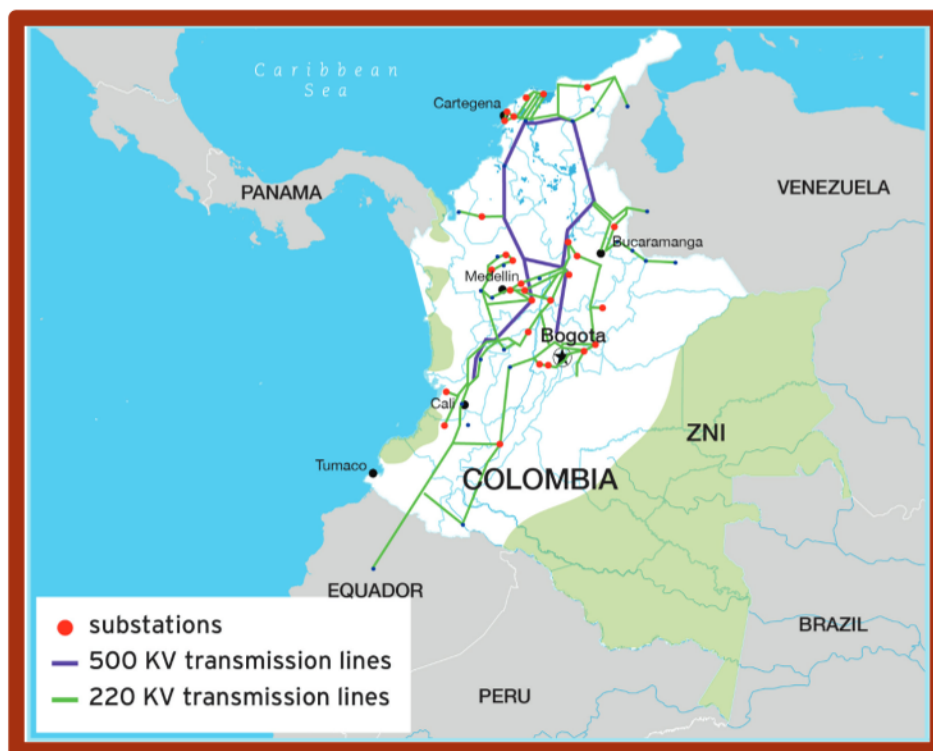 Caribbean
Sea
Cartegena
PANAMA
VENEZUELA
Bucaramanga
Medellin
Bogota
Cali
ZNI
Tumaco
COLOMBIA
EQUADOR
BRAZIL
PERU
substations
500 KV transmission lines
220 KV transmission lines